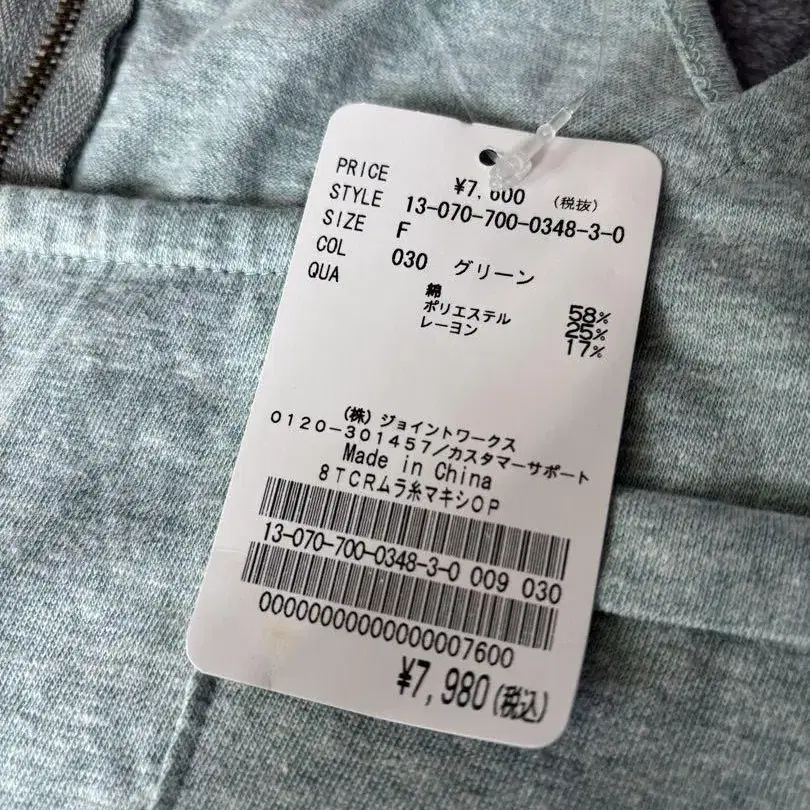 PRICE ¥7,600 (税抜)
STYLE 13-070-700-0348-3-0
SIZE F
COL 030 グリーン
QUA 綿 58%
ポリエステル 25%
レーヨン 17%
(株)ジョイントワークス
0120-301457/カスタマーサポート
Made in China
8TCRムラ糸マキシOP
13-070-700-0348-3-0 009 030
00000000000000007600
¥7,980(税込)